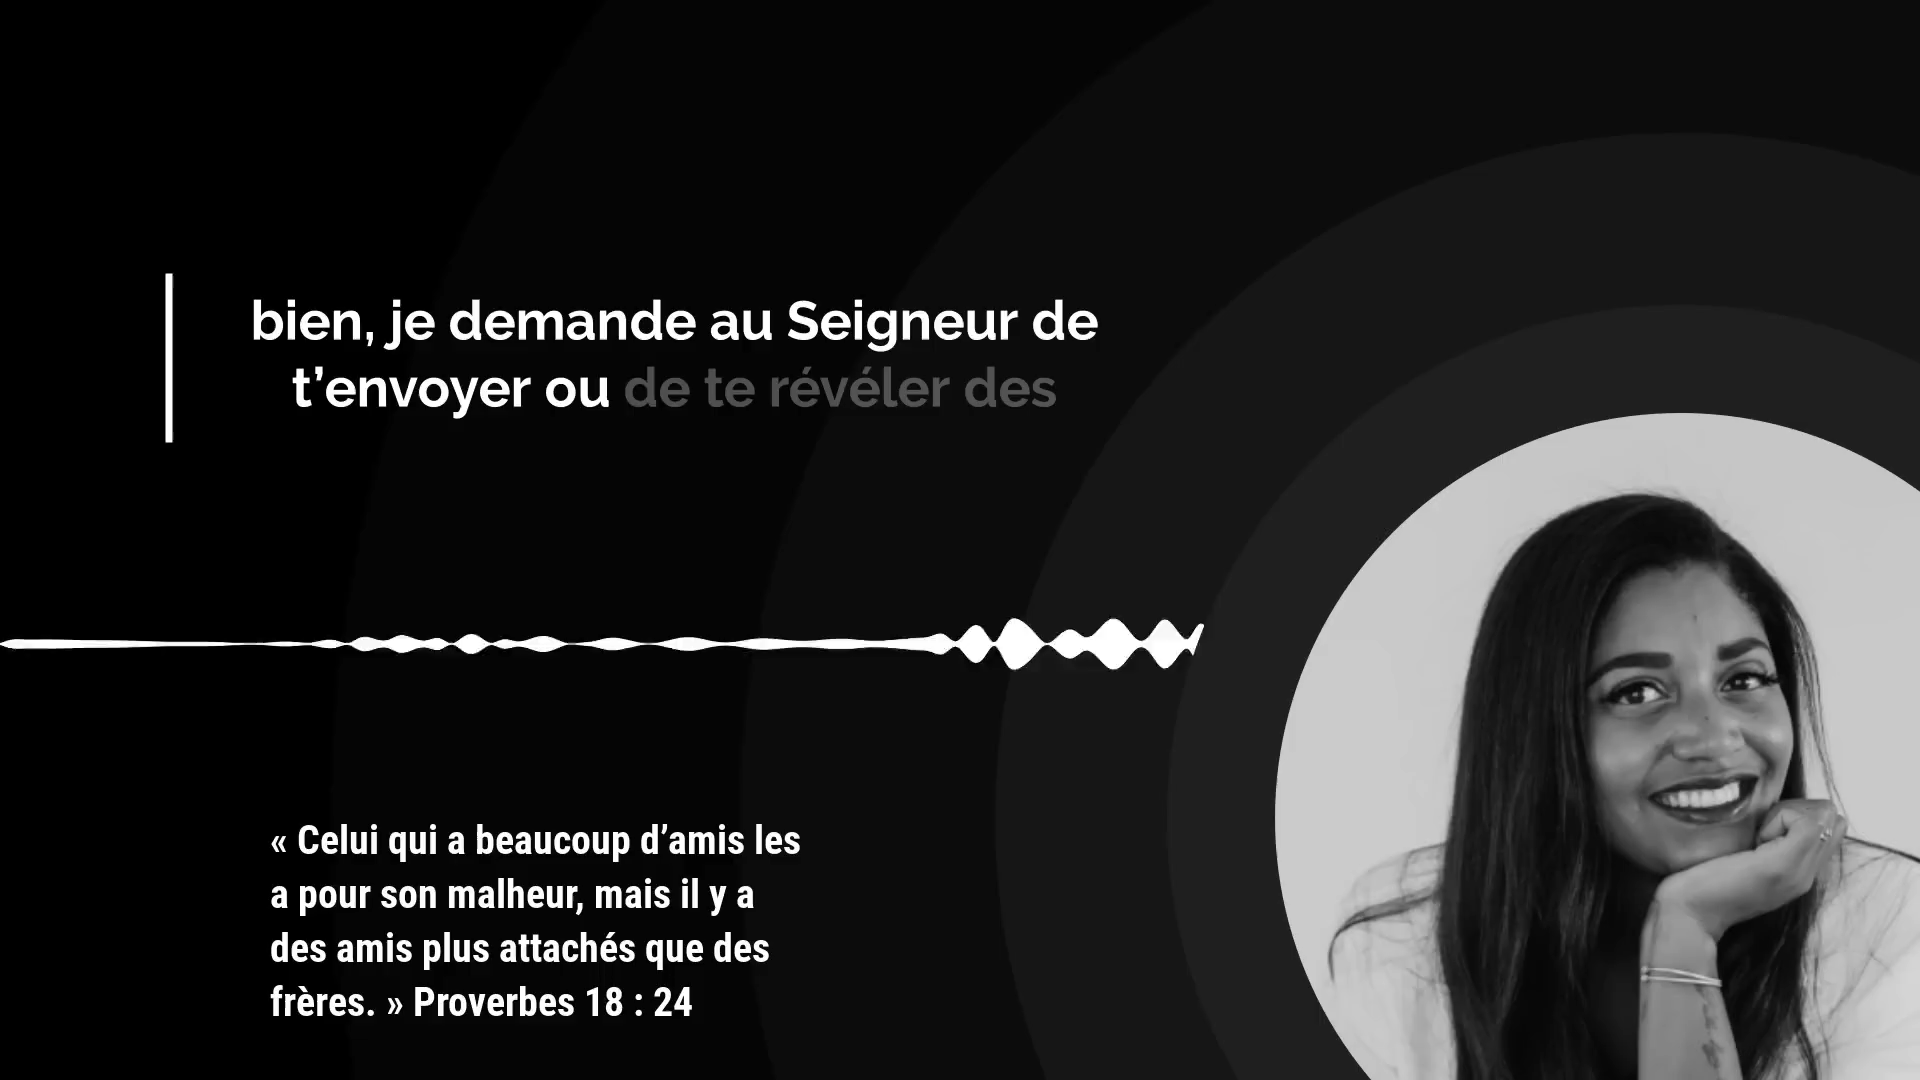 bien, je demande au Seigneur de
t’envoyer ou de te révéler des
« Celui qui a beaucoup d’amis les
a pour son malheur, mais il y a
des amis plus attachés que des
frères. » Proverbes 18 : 24